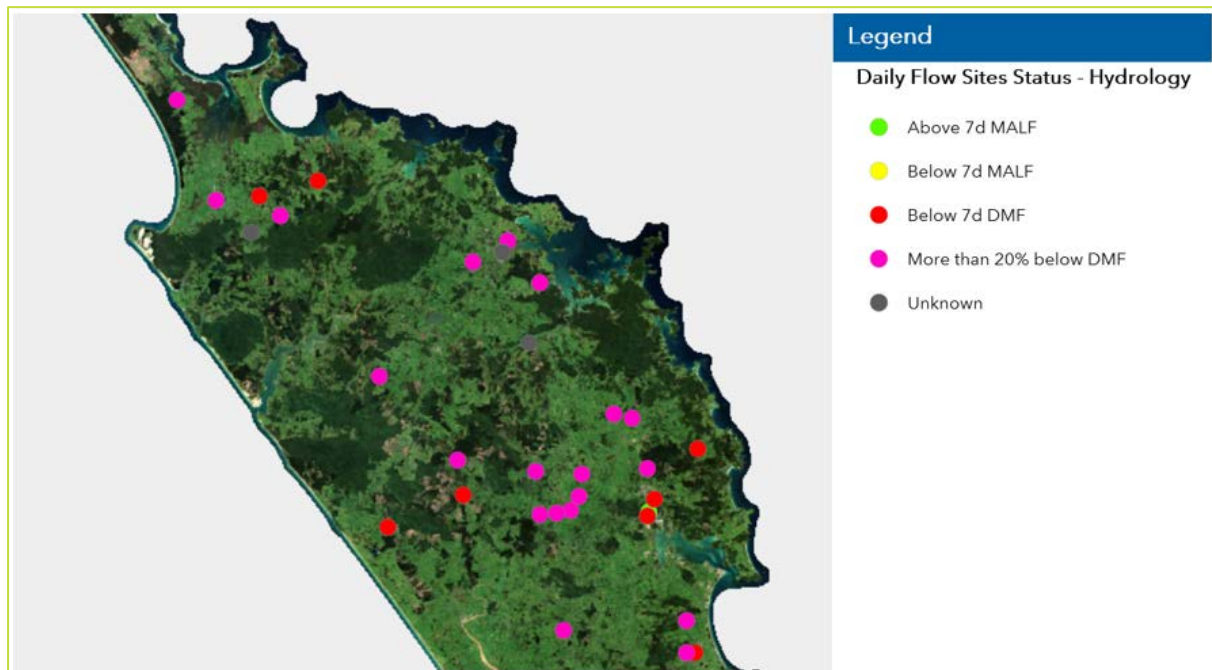 Legend
Daily Flow Sites Status - Hydrology
Above 7d MALF
Below 7d MALF
Below 7d DMF
More than 20% below DMF
Unknown